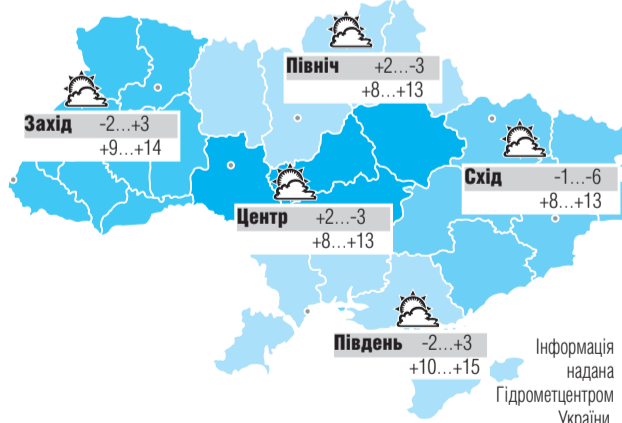 Північ +2...-3
+8...+13
Захід -2...+3
+9...+14
Схід -1...-6
+8...+13
Центр +2...-3
+8...+13
Південь -2...+3
+10...+15
Інформація
надана
Гідрометцентром
України.